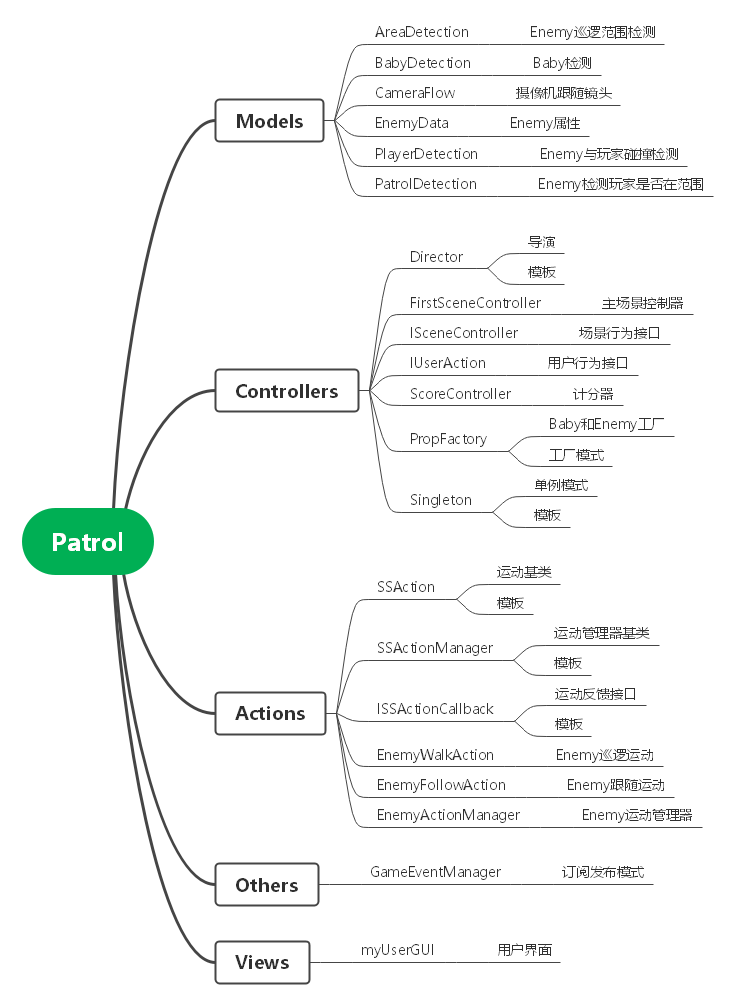 Patrol
Models
AreaDetection
Enemy巡逻范围检测
BabyDetection
Baby检测
CameraFlow
摄像机跟随镜头
EnemyData
Enemy属性
PlayerDetection
Enemy与玩家碰撞检测
PatrolDetection
Enemy检测玩家是否在范围
Controllers
Director
导演
模板
FirstSceneController
主场景控制器
ISceneController
场景行为接口
IUserAction
用户行为接口
ScoreController
计分器
PropFactory
Baby和Enemy工厂
工厂模式
Singleton
单例模式
模板
Actions
SSAction
运动基类
模板
SSActionManager
运动管理器基类
模板
ISSActionCallback
运动反馈接口
模板
EnemyWalkAction
Enemy巡逻运动
EnemyFollowAction
Enemy跟随运动
EnemyActionManager
Enemy运动管理器
Others
GameEventManager
订阅发布模式
Views
myUserGUI
用户界面